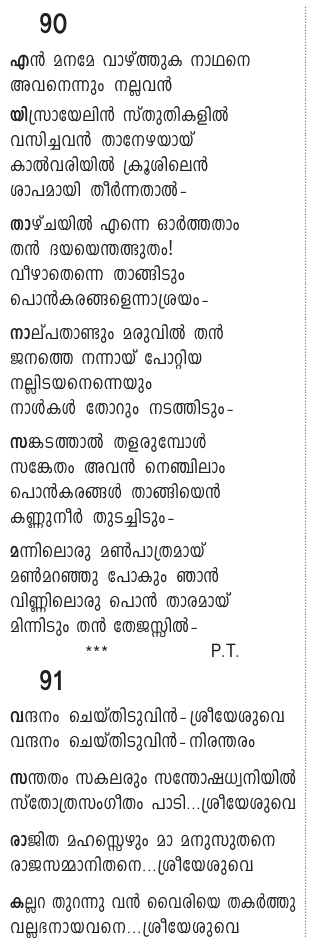 90
എൻ മനമേ വാഴ്ത്തുക നാഥനെ
അവനെന്നും നല്ലവൻ
യിസ്രായേലിൻ സ്തുതികളിൽ
വസിച്ചവൻ താനേഴയായ്
കാൽവരിയിൽ ക്രൂശിലെൻ
ശാപമായി തീർന്നതാൽ-
താഴ്ചയിൽ എന്നെ ഓർത്തതാം
തൻ ദയയെന്തത്ഭുതം!
വീഴാതെന്നെ താങ്ങിടും
പൊൻകരങ്ങളെന്നാശ്രയം-
നാല്പതാണ്ടും മരുവിൽ തൻ
ജനത്തെ നന്നായ് പോറ്റിയ
നല്ലിടയനെന്നെയും
നാൾകൾ തോറും നടത്തിടും-
സങ്കടത്താൽ തളരുമ്പോൾ
സങ്കേതം അവൻ നെഞ്ചിലാം
പൊൻകരങ്ങൾ താങ്ങിയെൻ
കണ്ണുനീർ തുടച്ചിടും-
മന്നിലൊരു മൺപാത്രമായ്
മൺമറഞ്ഞു പോകും ഞാൻ
വിണ്ണിലൊരു പൊൻ താരമായ്
മിന്നിടും തൻ തേജസ്സിൽ-
*** P.T.
91
വന്ദനം ചെയ്തിടുവിൻ-ശ്രീയേശുവെ
വന്ദനം ചെയ്തിടുവിൻ-നിരന്തരം
സന്തതം സകലരും സന്തോഷധ്വനിയിൽ
സ്തോത്രസംഗീതം പാടി...ശ്രീയേശുവെ
രാജിത മഹസ്സെഴും മാ മനുസുതനെ
രാജസമ്മാനിതനെ...ശ്രീയേശുവെ
കല്ലറ തുറന്നു വൻ വൈരിയെ തകർത്തു
വല്ലഭനായവനെ...ശ്രീയേശുവെ